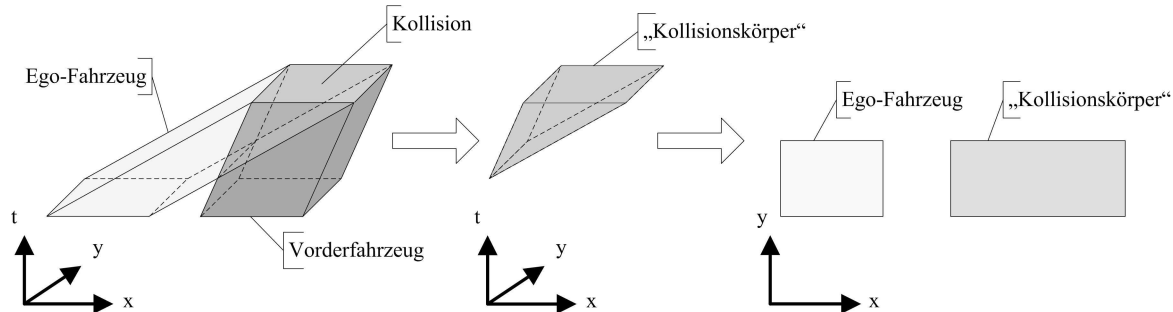 Kollision
Ego-Fahrzeug
Vorderfahrzeug
t
y
x
„Kollisionskörper“
t
y
x
Ego-Fahrzeug
„Kollisionskörper“
y
x